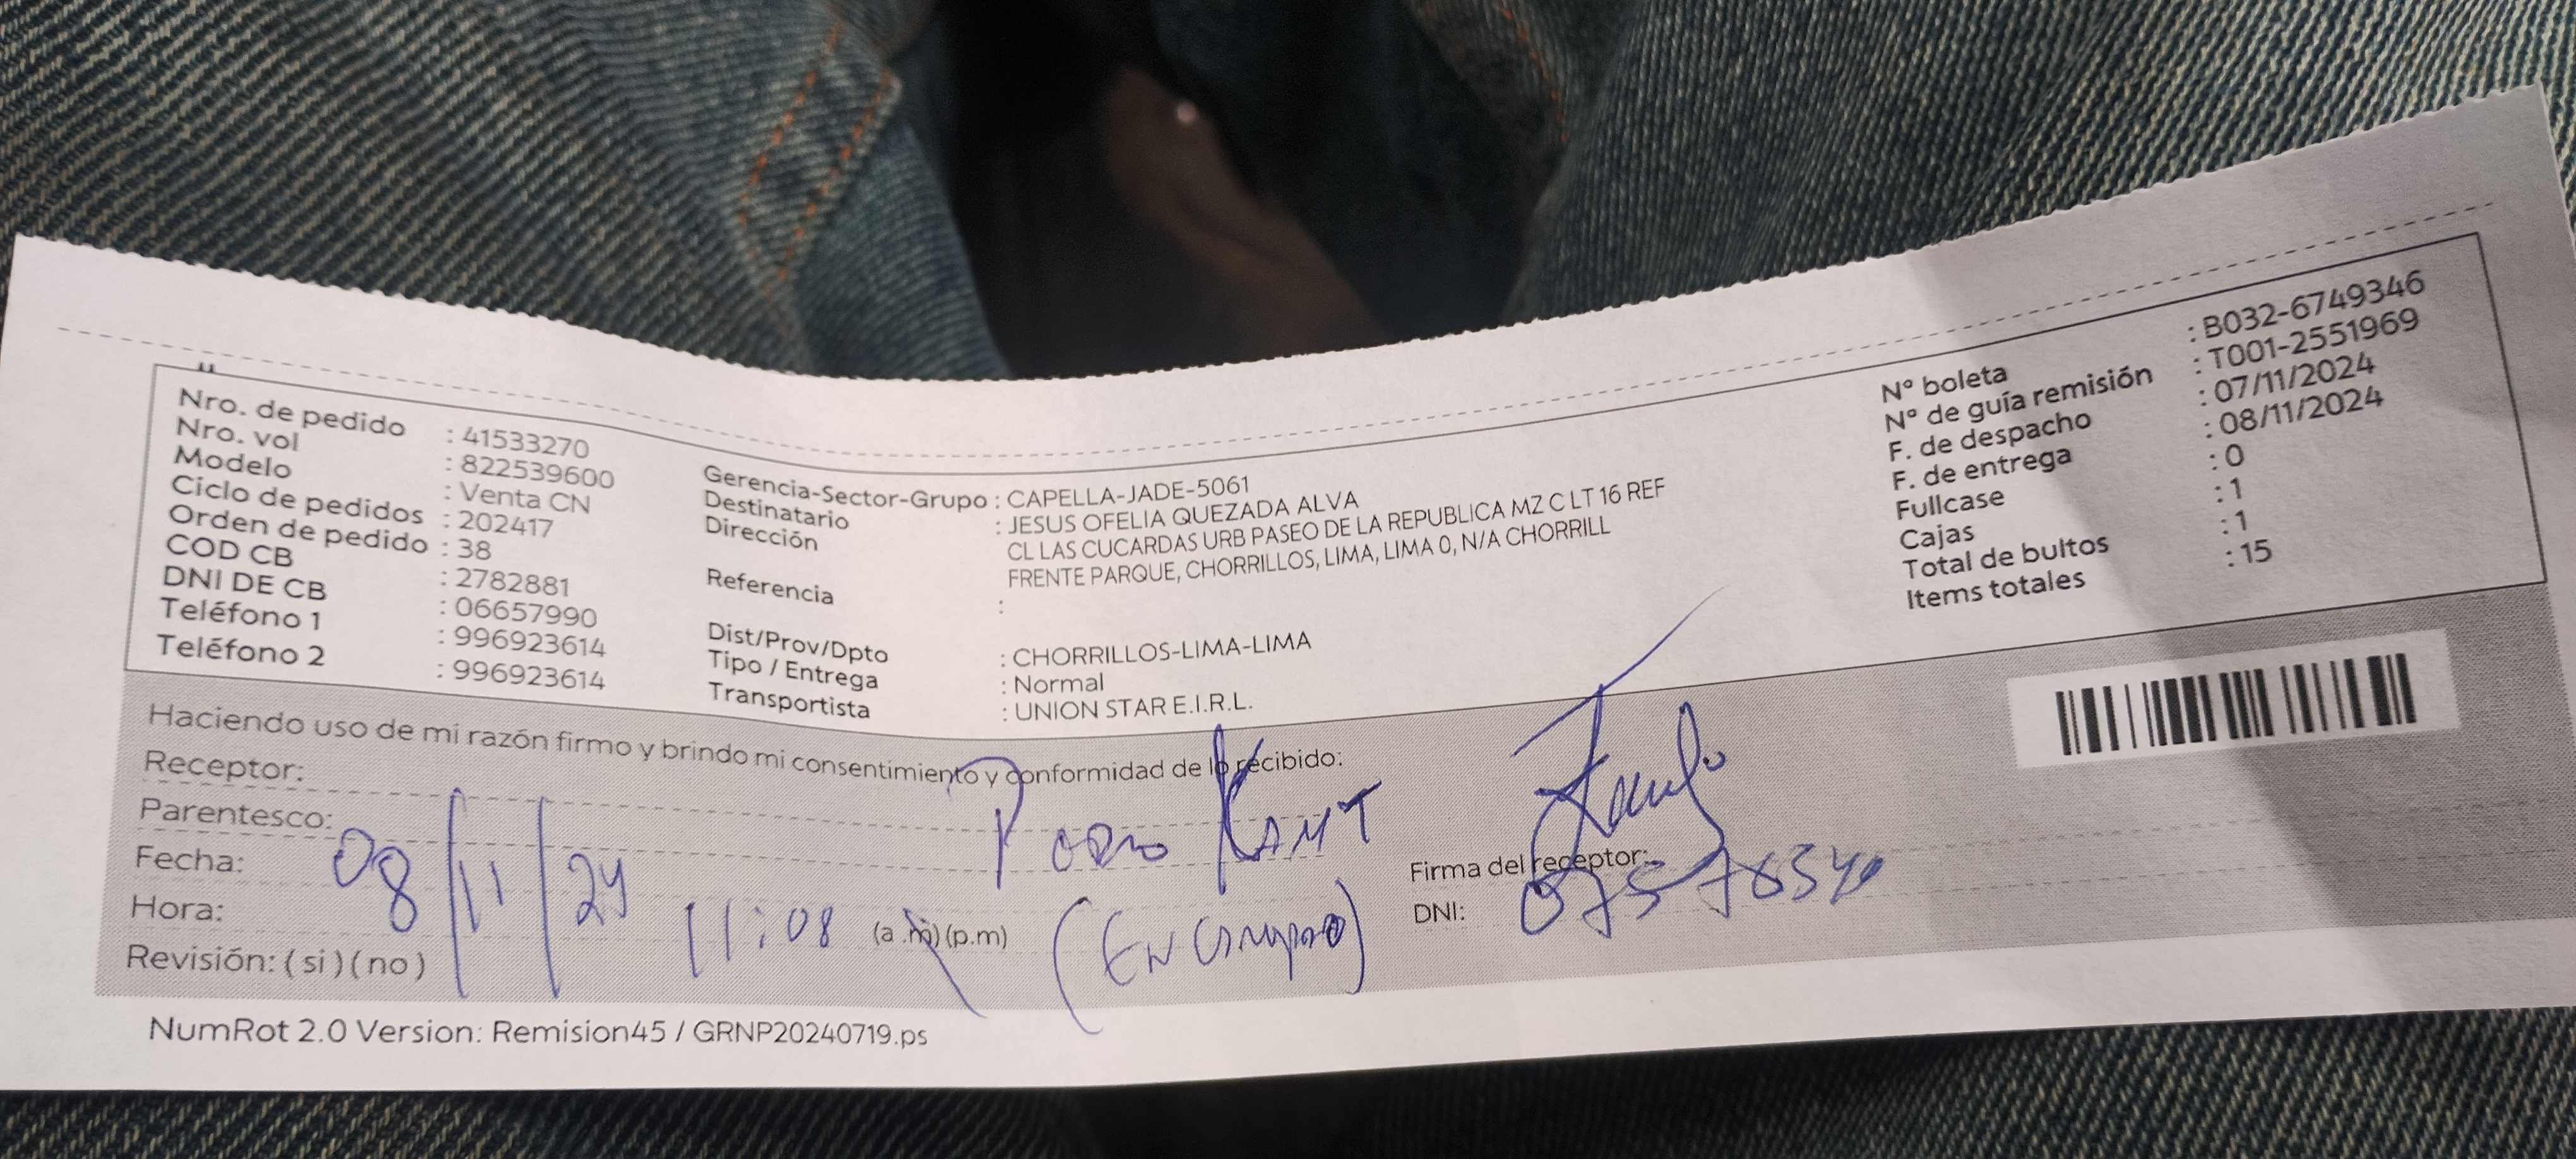 Nro. de pedido : 41533270
Nro. vol : 822539600
Modelo : Venta CN
Ciclo de pedidos : 202417
Orden de pedido : 38
COD CB : 2782881
DNI DE CB : 06657990
Teléfono 1 : 996923614
Teléfono 2 : 996923614
Gerencia-Sector-Grupo : CAPELLA-JADE-5061
Destinatario : JESUS OFELIA QUEZADA ALVA
Dirección : CL LAS CUCARDAS URB PASEO DE LA REPUBLICA MZ C LT 16 REF
FRENTE PARQUE, CHORRILLOS, LIMA, LIMA 0, N/A CHORRILL
Referencia :
Dist/Prov/Dpto : CHORRILLOS-LIMA-LIMA
Tipo / Entrega : Normal
Transportista : UNION STAR E.I.R.L.
N° boleta : B032-6749346
N° de guía remisión : T001-2551969
F. de despacho : 07/11/2024
F. de entrega : 08/11/2024
Fullcase : 0
Cajas : 1
Total de bultos : 1
Items totales : 15
Haciendo uso de mi razón firmo y brindo mi consentimiento y conformidad de lo recibido:
Receptor:
Parentesco:
Fecha: 08/11/24
Hora: 11:08 (a.m) (p.m)
Revisión: ( si ) ( no )
Firma del receptor:
DNI:
NumRot 2.0 Version: Remision45 / GRNP20240719.ps